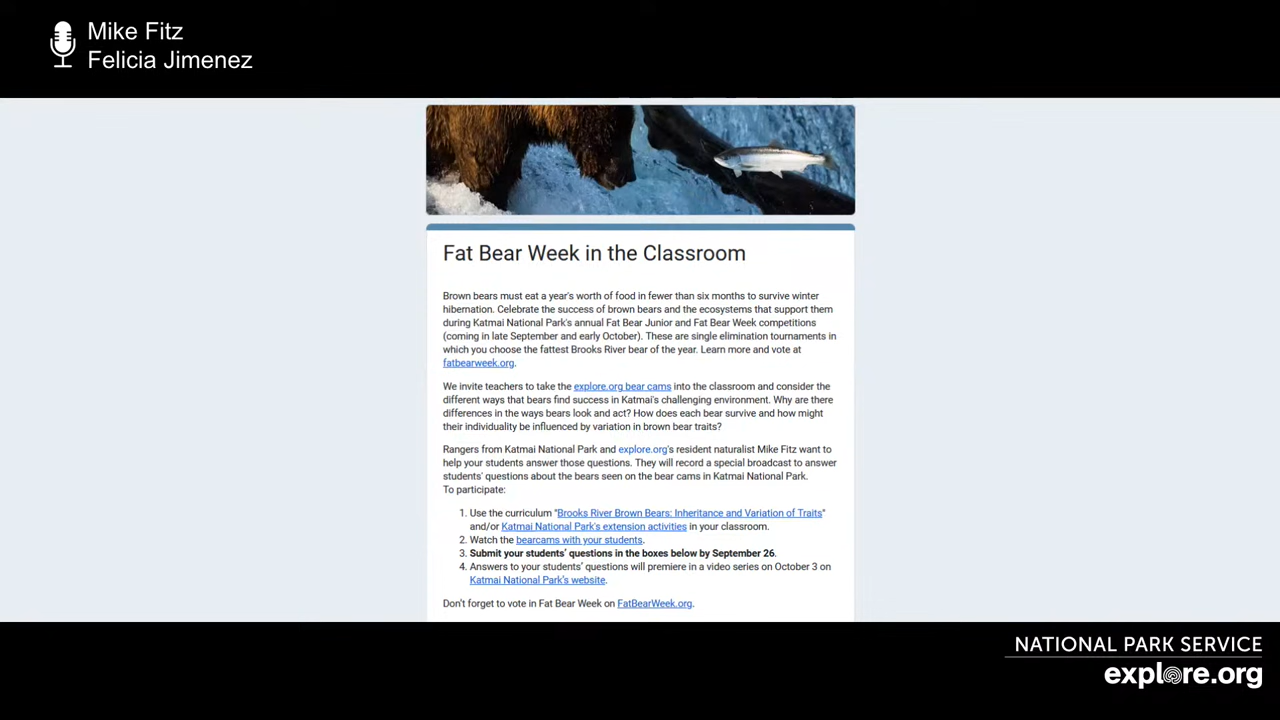 Mike Fitz
Felicia Jimenez
Fat Bear Week in the Classroom
Brown bears must eat a year's worth of food in fewer than six months to survive winter
hibernation. Celebrate the success of brown bears and the ecosystems that support them
during Katmai National Park's annual Fat Bear Junior and Fat Bear Week competitions
(coming in late September and early October). These are single elimination tournaments in
which you choose the fattest Brooks River bear of the year. Learn more and vote at
fatbearweek.org.
We invite teachers to take the explore.org bear cams into the classroom and consider the
different ways that bears find success in Katmai's challenging environment. Why are there
differences in the ways bears look and act? How does each bear survive and how might
their individuality be influenced by variation in brown bear traits?
Rangers from Katmai National Park and explore.org's resident naturalist Mike Fitz want to
help your students answer those questions. They will record a special broadcast to answer
students' questions about the bears seen on the bear cams in Katmai National Park.
To participate:
1. Use the curriculum "Brooks River Brown Bears: Inheritance and Variation of Traits"
and/or Katmai National Park's extension activities in your classroom.
2. Watch the bearcams with your students.
3. Submit your students' questions in the boxes below by September 26.
4. Answers to your students' questions will premiere in a video series on October 3 on
Katmai National Park's website.
Don't forget to vote in Fat Bear Week on FatBearWeek.org.
NATIONAL PARK SERVICE
explore.org